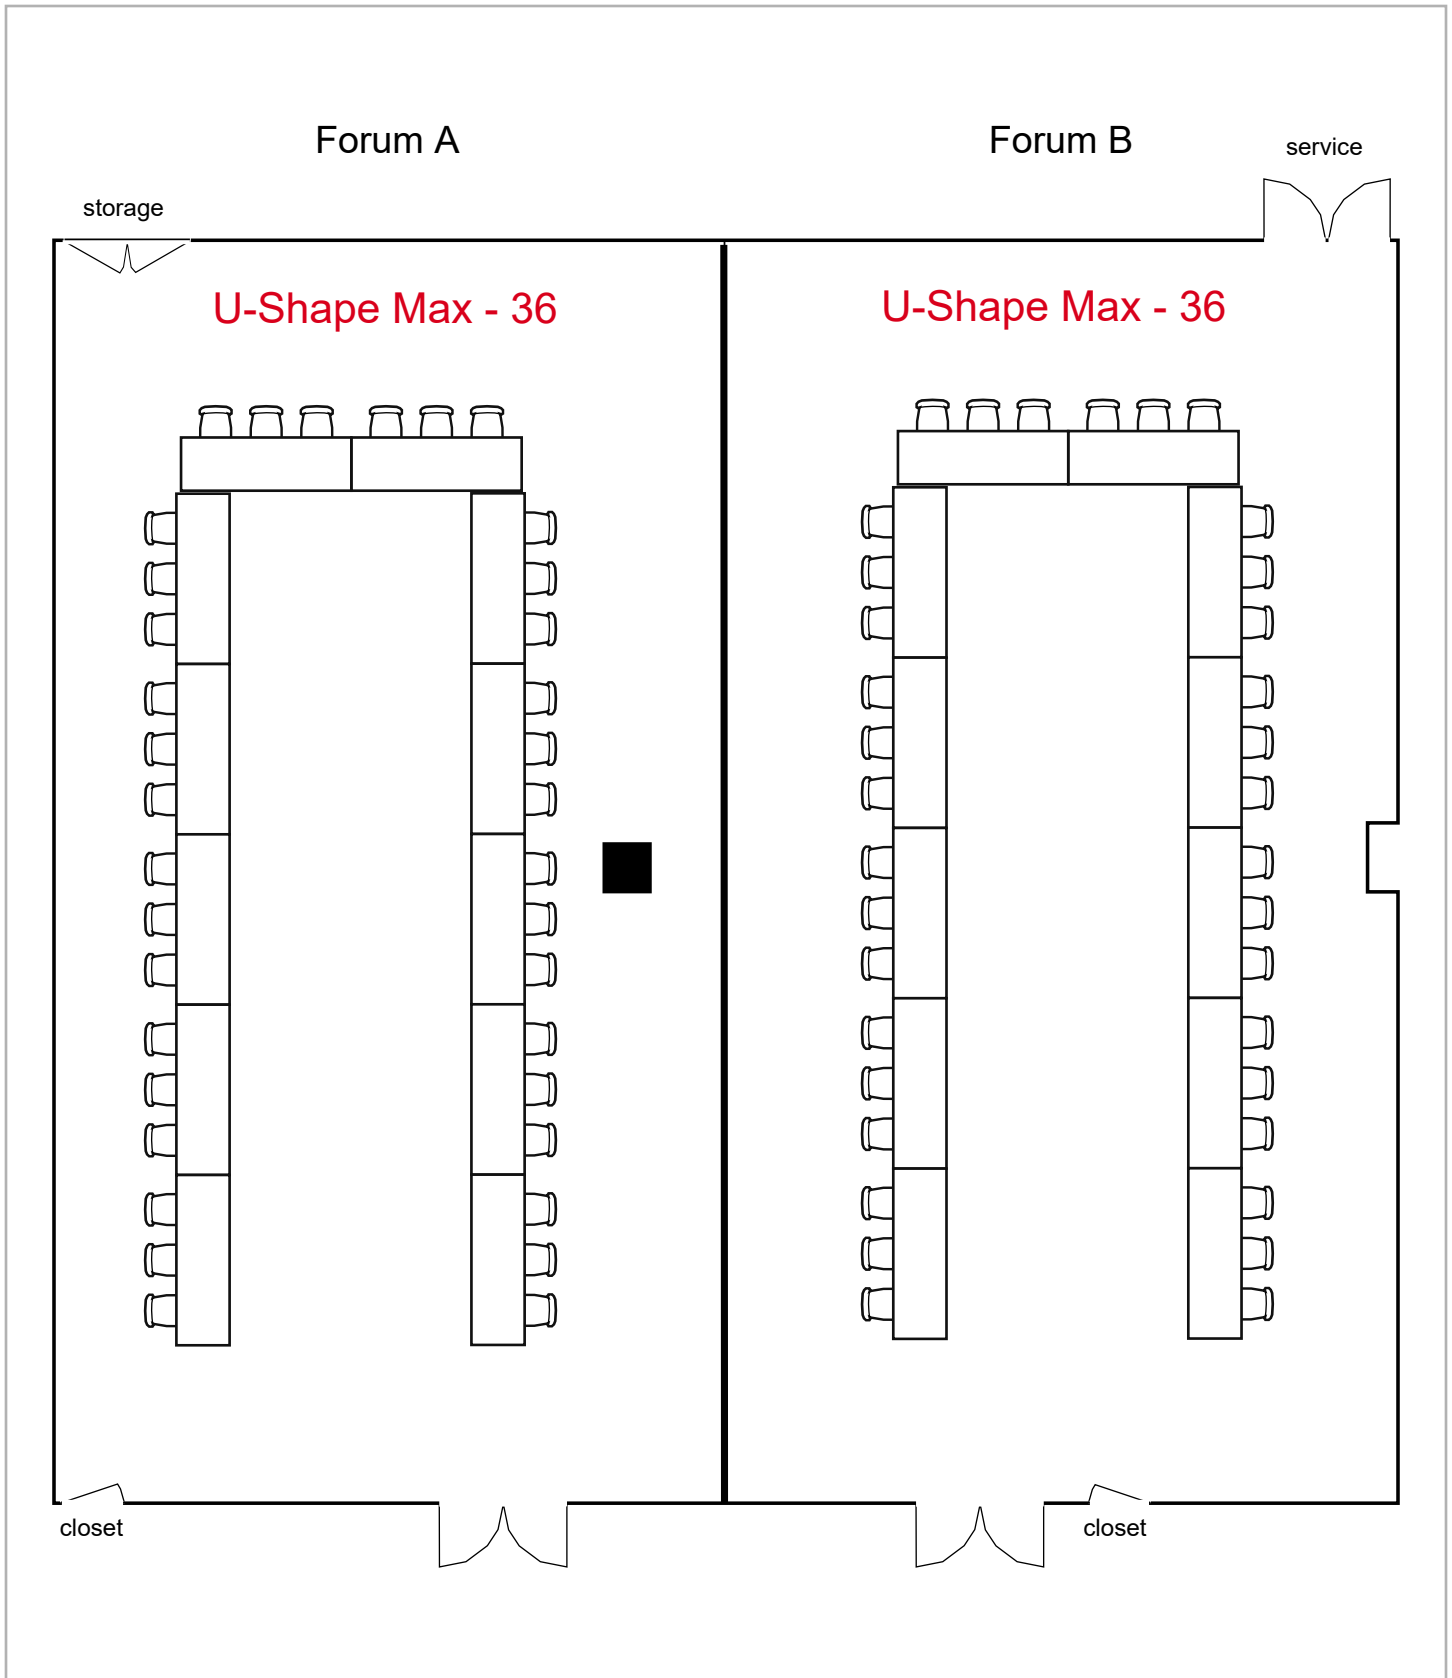 Forum A
Forum B
service
storage
U-Shape Max - 36
U-Shape Max - 36
closet
closet